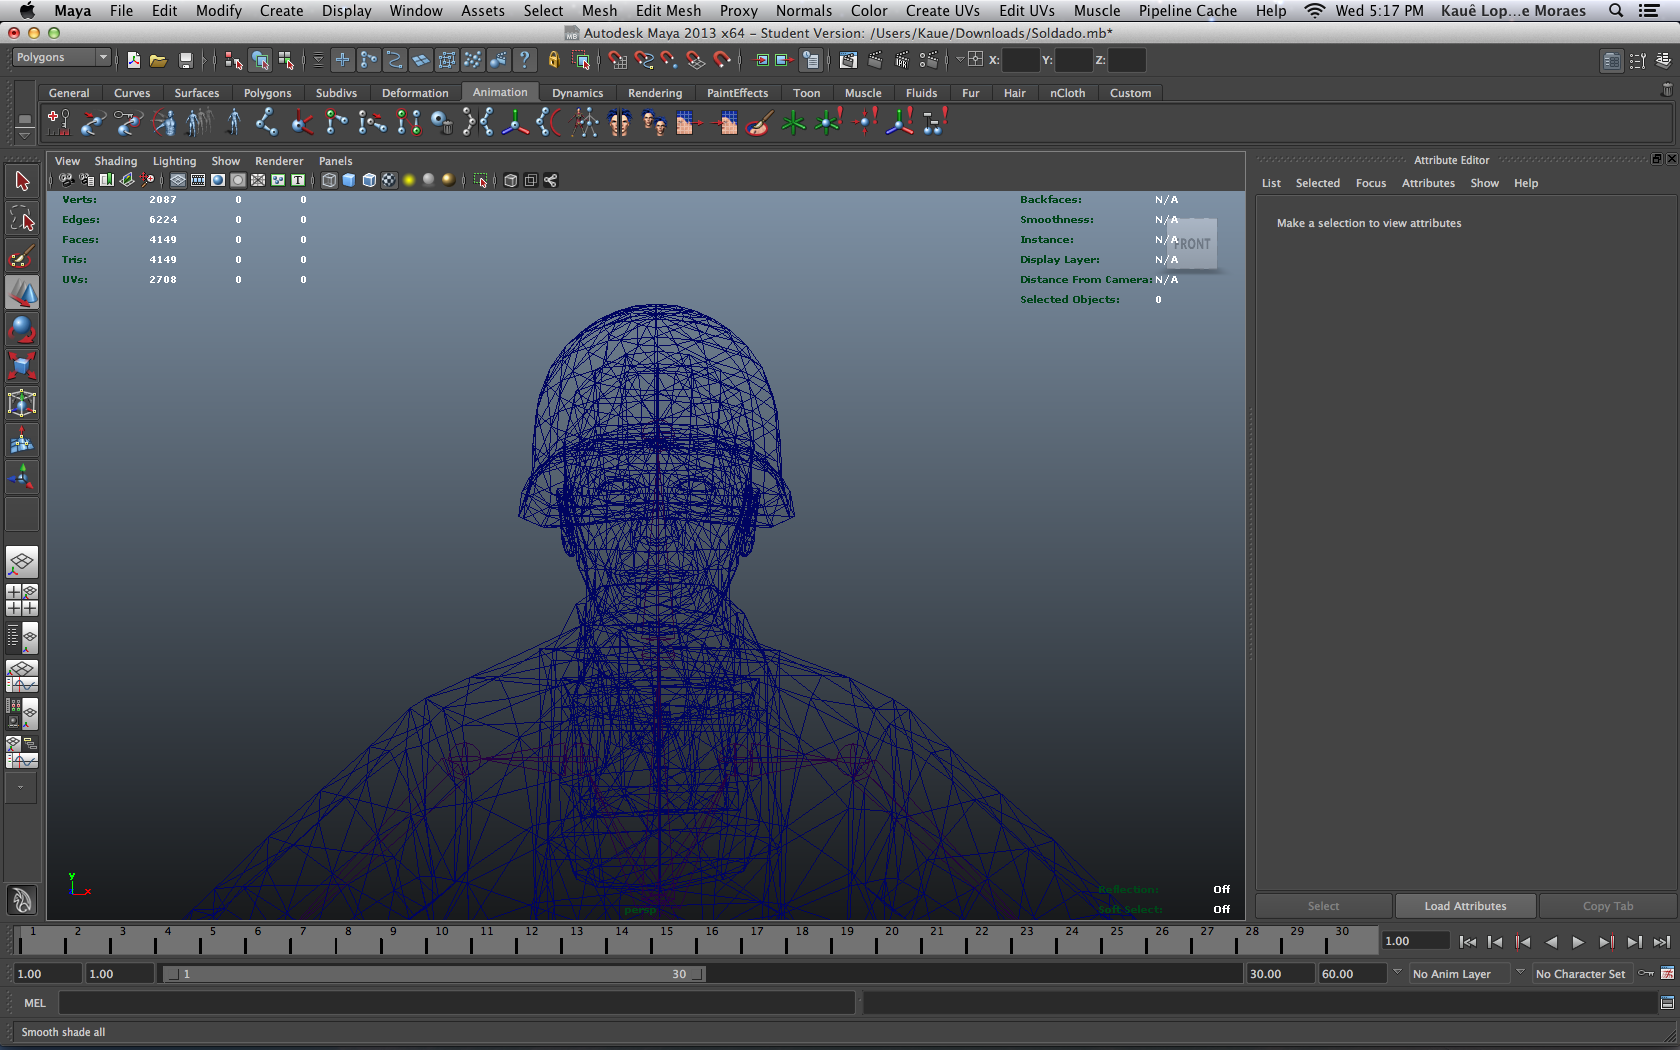 Maya File Edit Modify Create Display Window Assets Select Mesh Edit Mesh Proxy Normals Color Create UVs Edit UVs Muscle Pipeline Cache Help Wed 5:17 PM Kauê Lop...e Moraes
Autodesk Maya 2013 x64 – Student Version: /Users/Kaue/Downloads/Soldado.mb*
Polygons X: Y: Z:
General Curves Surfaces Polygons Subdivs Deformation Animation Dynamics Rendering PaintEffects Toon Muscle Fluids Fur Hair nCloth Custom
View Shading Lighting Show Renderer Panels
Attribute Editor
List Selected Focus Attributes Show Help
Make a selection to view attributes
Verts: 2087 0 0
Edges: 6224 0 0
Faces: 4149 0 0
Tris: 4149 0 0
UVs: 2708 0 0
Backfaces: N/A
Smoothness: N/A
Instance: N/A
Display Layer: N/A
Distance From Camera: N/A
Selected Objects: 0
FRONT
y
x
persp
Reflection: Off
Soft Select: Off
Select Load Attributes Copy Tab
1 2 3 4 5 6 7 8 9 10 11 12 13 14 15 16 17 18 19 20 21 22 23 24 25 26 27 28 29 30 1.00
1.00 1.00 1 30 30.00 60.00 No Anim Layer No Character Set
MEL
Smooth shade all